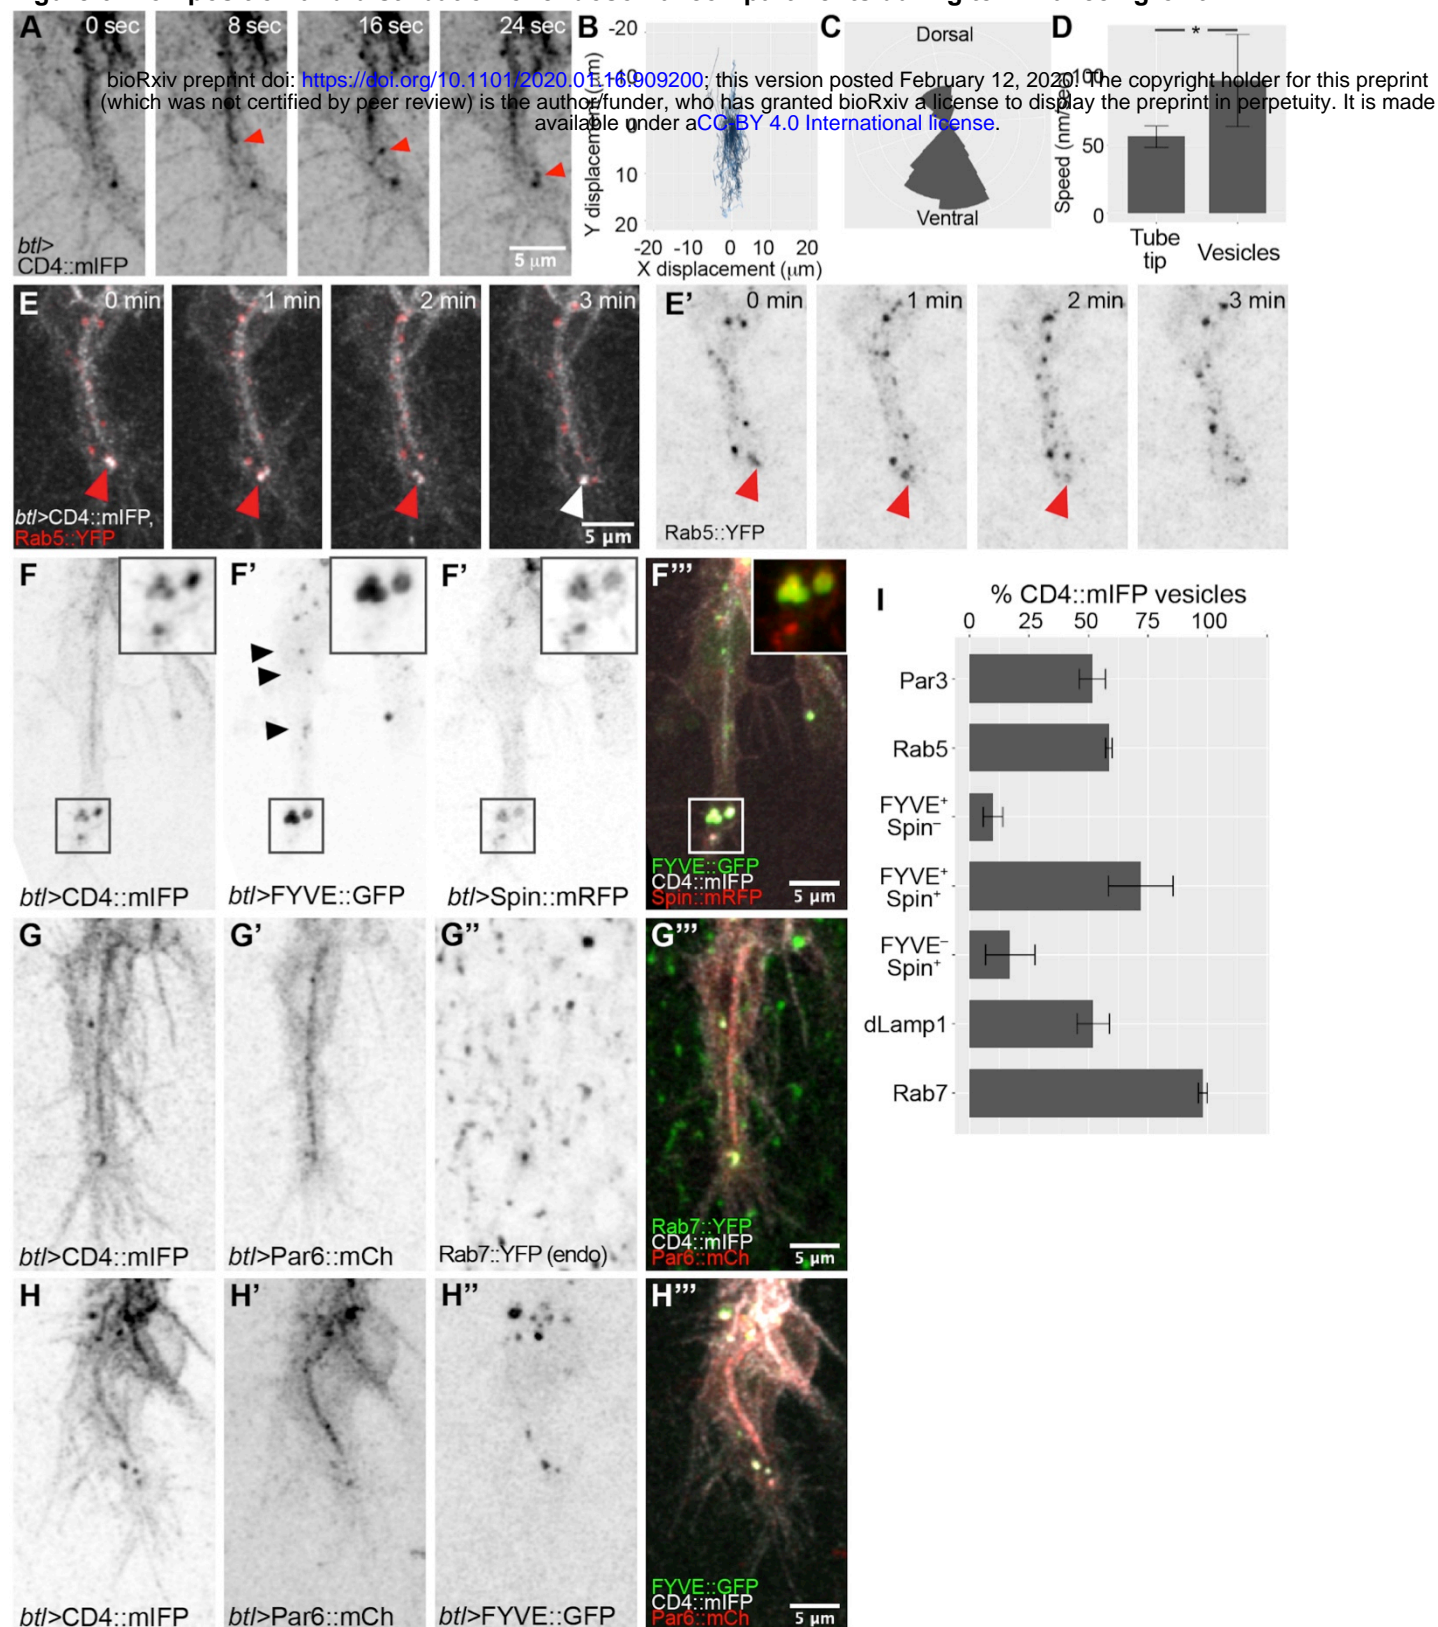 A 0 sec 8 sec 16 sec 24 sec
btl>
CD4::mIFP
5 μm
bioRxiv preprint doi: https://doi.org/10.1101/2020.01.16.909200; this version posted February 12, 2020. The copyright holder for this preprint
(which was not certified by peer review) is the author/funder, who has granted bioRxiv a license to display the preprint in perpetuity. It is made
available under aCC-BY 4.0 International license.
B
Y displacement (μm)
-20
0
10
20
-20 -10 0 10 20
X displacement (μm)
C
Dorsal
Ventral
D
*
Speed (nm/sec)
100
50
0
Tube
tip
Vesicles
E 0 min 1 min 2 min 3 min
btl>CD4::mIFP,
Rab5::YFP
5 μm
E’ 0 min 1 min 2 min 3 min
Rab5::YFP
F F’ F’ F’’’
btl>CD4::mIFP
btl>FYVE::GFP
btl>Spin::mRFP
FYVE::GFP
CD4::mIFP
Spin::mRFP
5 μm
G G’ G’’ G’’’
btl>CD4::mIFP
btl>Par6::mCh
Rab7::YFP (endo)
Rab7::YFP
CD4::mIFP
Par6::mCh
5 μm
H H’ H’’ H’’’
btl>CD4::mIFP
btl>Par6::mCh
btl>FYVE::GFP
FYVE::GFP
CD4::mIFP
Par6::mCh
5 μm
I
% CD4::mIFP vesicles
0 25 50 75 100
Par3
Rab5
FYVE⁺
Spin⁻
FYVE⁺
Spin⁺
FYVE⁻
Spin⁺
dLamp1
Rab7